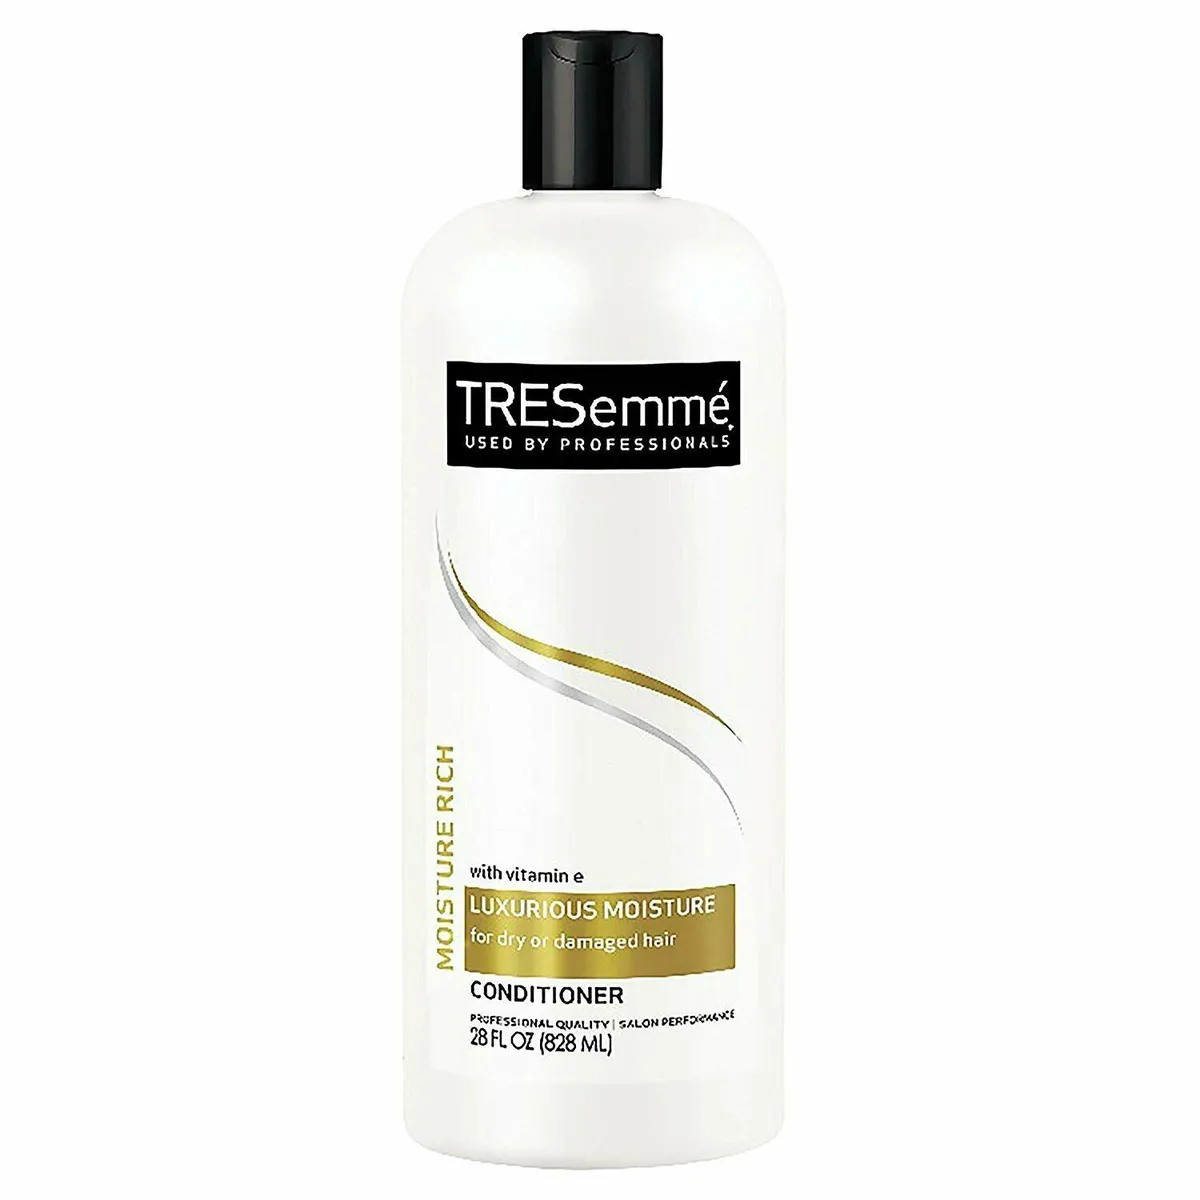 TRESemmé
USED BY PROFESSIONALS
MOISTURE RICH
with vitamin e
LUXURIOUS MOISTURE
for dry or damaged hair
CONDITIONER
PROFESSIONAL QUALITY | SALON PERFORMANCE
28 FL OZ (828 ML)